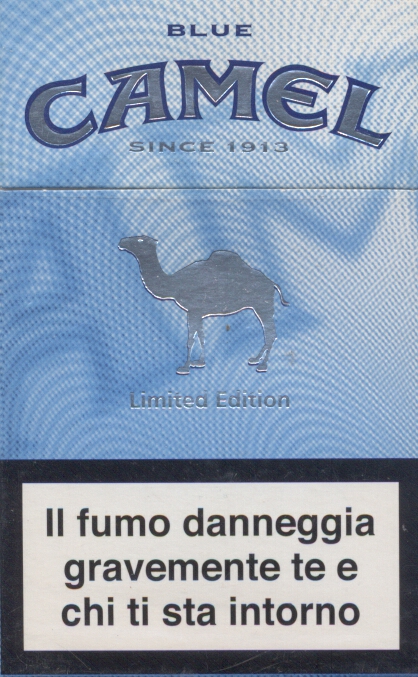 BLUE
CAMEL
SINCE 1913
Limited Edition
Il fumo danneggia
gravemente te e
chi ti sta intorno